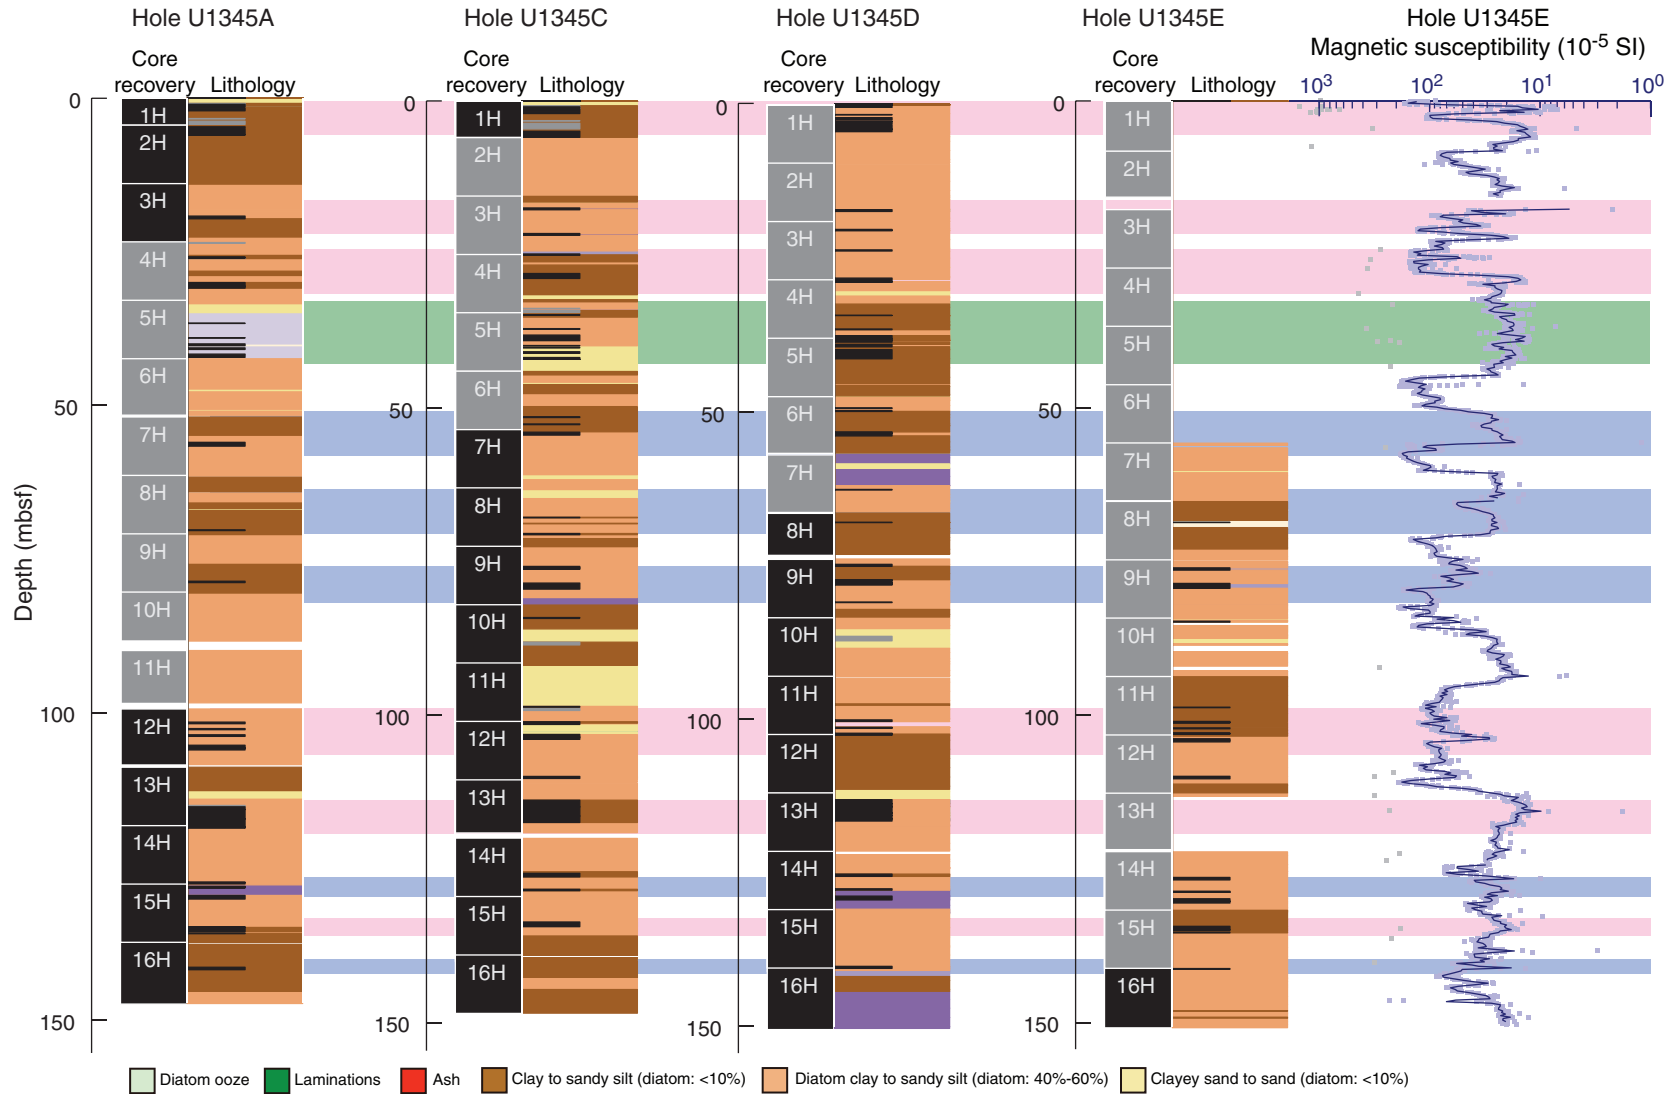 Hole U1345A
Hole U1345C
Hole U1345D
Hole U1345E
Hole U1345E
Magnetic susceptibility (10-5 SI)
Core recovery
Lithology
Core recovery
Lithology
Core recovery
Lithology
Core recovery
Lithology
10³ 10² 10¹ 10⁰
Depth (mbsf)
0
50
100
150
1H
2H
3H
4H
5H
6H
7H
8H
9H
10H
11H
12H
13H
14H
15H
16H
0
50
100
150
1H
2H
3H
4H
5H
6H
7H
8H
9H
10H
11H
12H
13H
14H
15H
16H
0
50
100
150
1H
2H
3H
4H
5H
6H
7H
8H
9H
10H
11H
12H
13H
14H
15H
16H
0
50
100
150
1H
2H
3H
4H
5H
6H
7H
8H
9H
10H
11H
12H
13H
14H
15H
16H
Diatom ooze
Laminations
Ash
Clay to sandy silt (diatom: <10%)
Diatom clay to sandy silt (diatom: 40%-60%)
Clayey sand to sand (diatom: <10%)